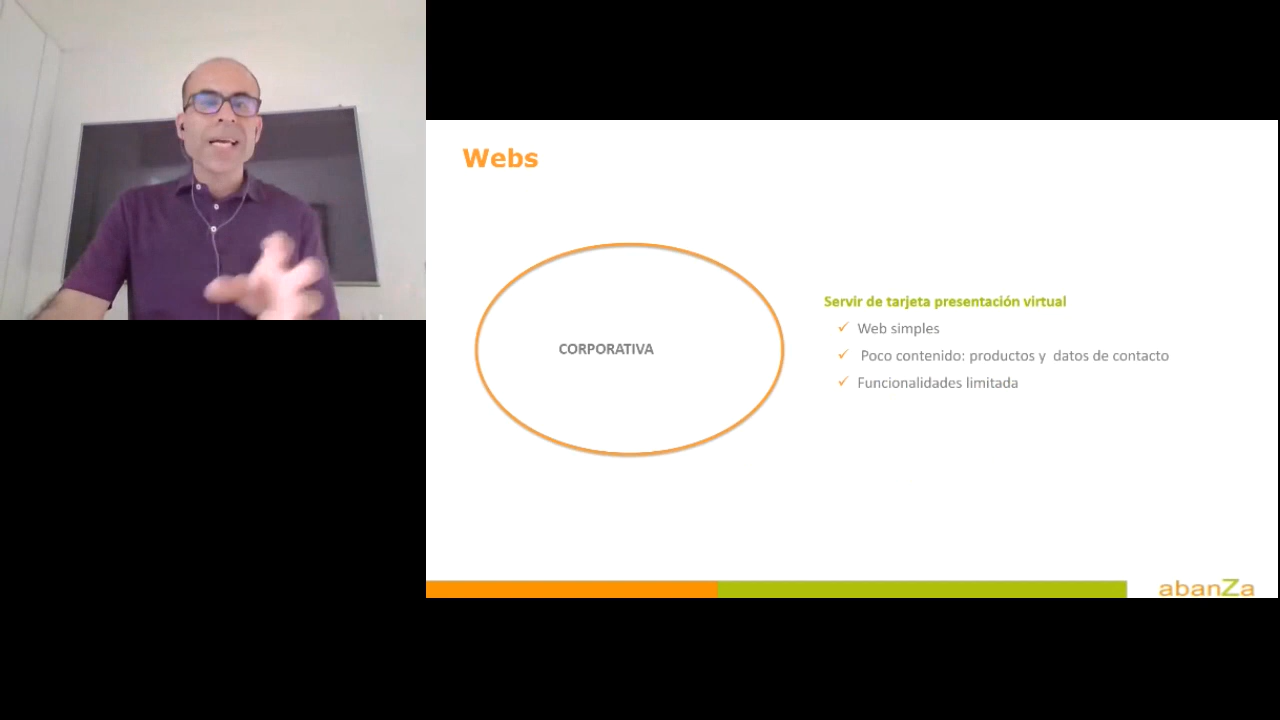 Webs
CORPORATIVA
Servir de tarjeta presentación virtual
Web simples
Poco contenido: productos y datos de contacto
Funcionalidades limitada
abanZa